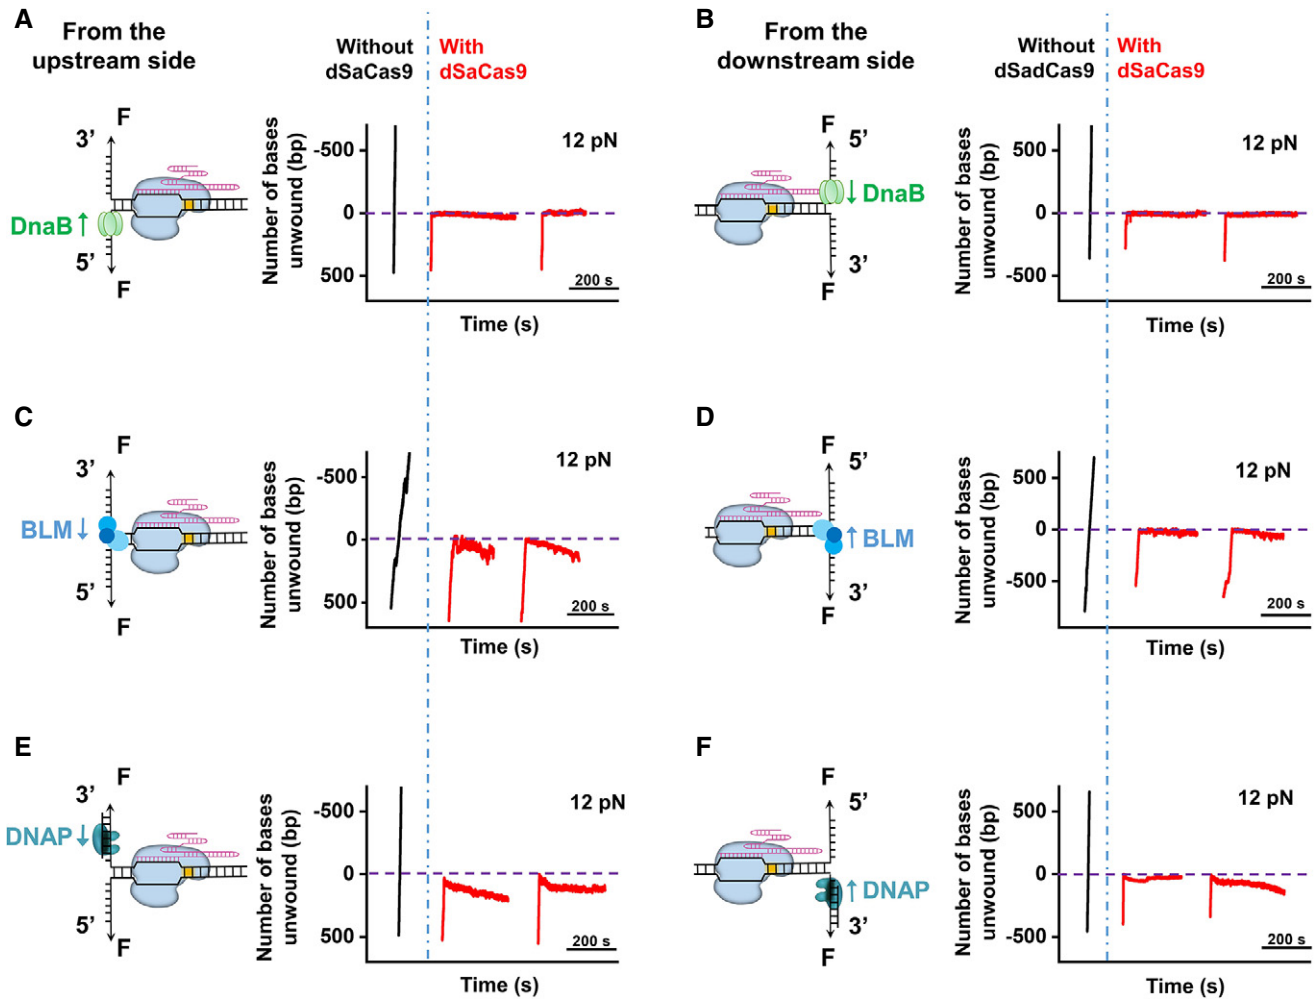 A
From the
upstream side
Without
dSaCas9
With
dSaCas9
F
3’
DnaB
5’
F
Number of bases
unwound (bp)
-500
0
500
12 pN
200 s
Time (s)
B
From the
downstream side
Without
dSadCas9
With
dSaCas9
F
5’
DnaB
3’
F
Number of bases
unwound (bp)
500
0
-500
12 pN
200 s
Time (s)
C
F
3’
BLM
5’
F
Number of bases
unwound (bp)
-500
0
500
12 pN
200 s
Time (s)
D
F
5’
BLM
3’
F
Number of bases
unwound (bp)
500
0
-500
12 pN
200 s
Time (s)
E
F
3’
DNAP
5’
F
Number of bases
unwound (bp)
-500
0
500
12 pN
200 s
Time (s)
F
F
5’
DNAP
3’
F
Number of bases
unwound (bp)
500
0
-500
12 pN
200 s
Time (s)